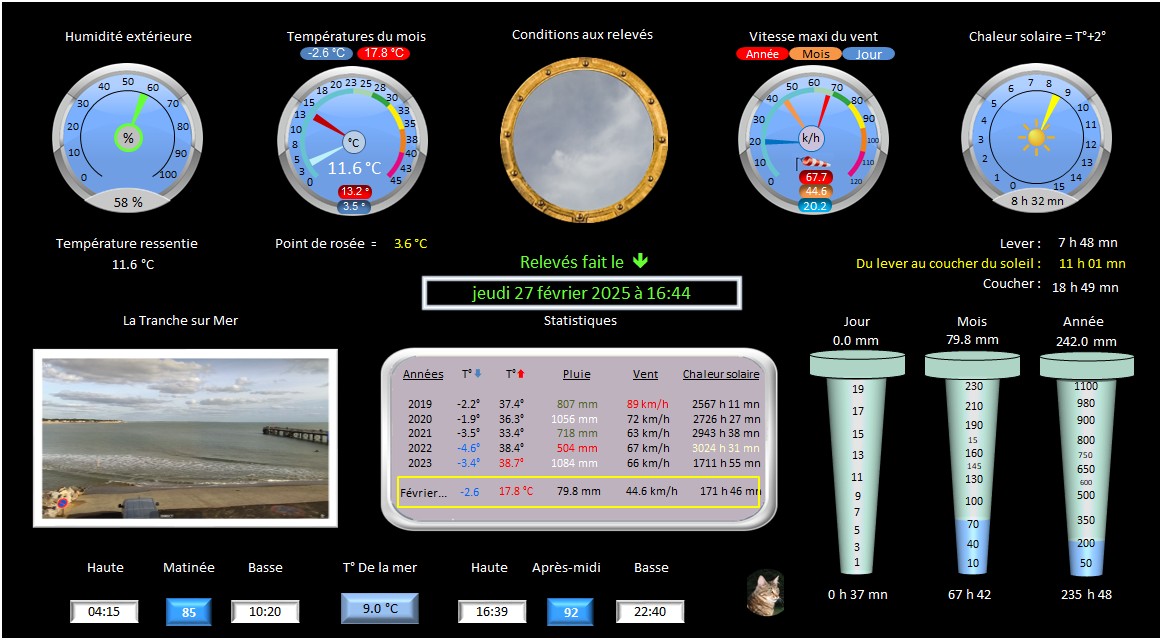 Humidité extérieure
Températures du mois
-2.6 °C 17.8 °C
Conditions aux relevés
Vitesse maxi du vent
Année Mois Jour
Chaleur solaire = T°+2°
0 10 20 30 40 50 60 70 80 90 100
%
58 %
0 3 5 8 10 13 15 18 20 23 25 28 30 33 35 38 40 43 45
°C
11.6 °C
13.2 °
3.5 °
0 10 20 30 40 50 60 70 80 90 100 110 120
k/h
67.7
44.6
20.2
0 1 2 3 4 5 6 7 8 9 10 11 12 13 14 15
8 h 32 mn
Température ressentie
11.6 °C
Point de rosée = 3.6 °C
Relevés fait le
jeudi 27 février 2025 à 16:44
Lever : 7 h 48 mn
Du lever au coucher du soleil : 11 h 01 mn
Coucher : 18 h 49 mn
La Tranche sur Mer
Statistiques
Années T° T° Pluie Vent Chaleur solaire
2019 -2.2° 37.4° 807 mm 89 km/h 2567 h 11 mn
2020 -1.9° 36.3° 1056 mm 72 km/h 2726 h 27 mn
2021 -3.5° 33.4° 718 mm 63 km/h 2943 h 38 mn
2022 -4.6° 38.4° 504 mm 67 km/h 3024 h 31 mn
2023 -3.4° 38.7° 1084 mm 66 km/h 1711 h 55 mn
Février... -2.6 17.8 °C 79.8 mm 44.6 km/h 171 h 46 mn
Jour
0.0 mm
19
17
15
13
11
9
7
5
3
1
0 h 37 mn
Mois
79.8 mm
230
210
190
15
160
145
130
100
70
40
10
67 h 42
Année
242.0 mm
1100
980
900
800
750
650
600
500
350
200
50
235 h 48
Haute Matinée Basse
04:15 85 10:20
T° De la mer
9.0 °C
Haute Après-midi Basse
16:39 92 22:40